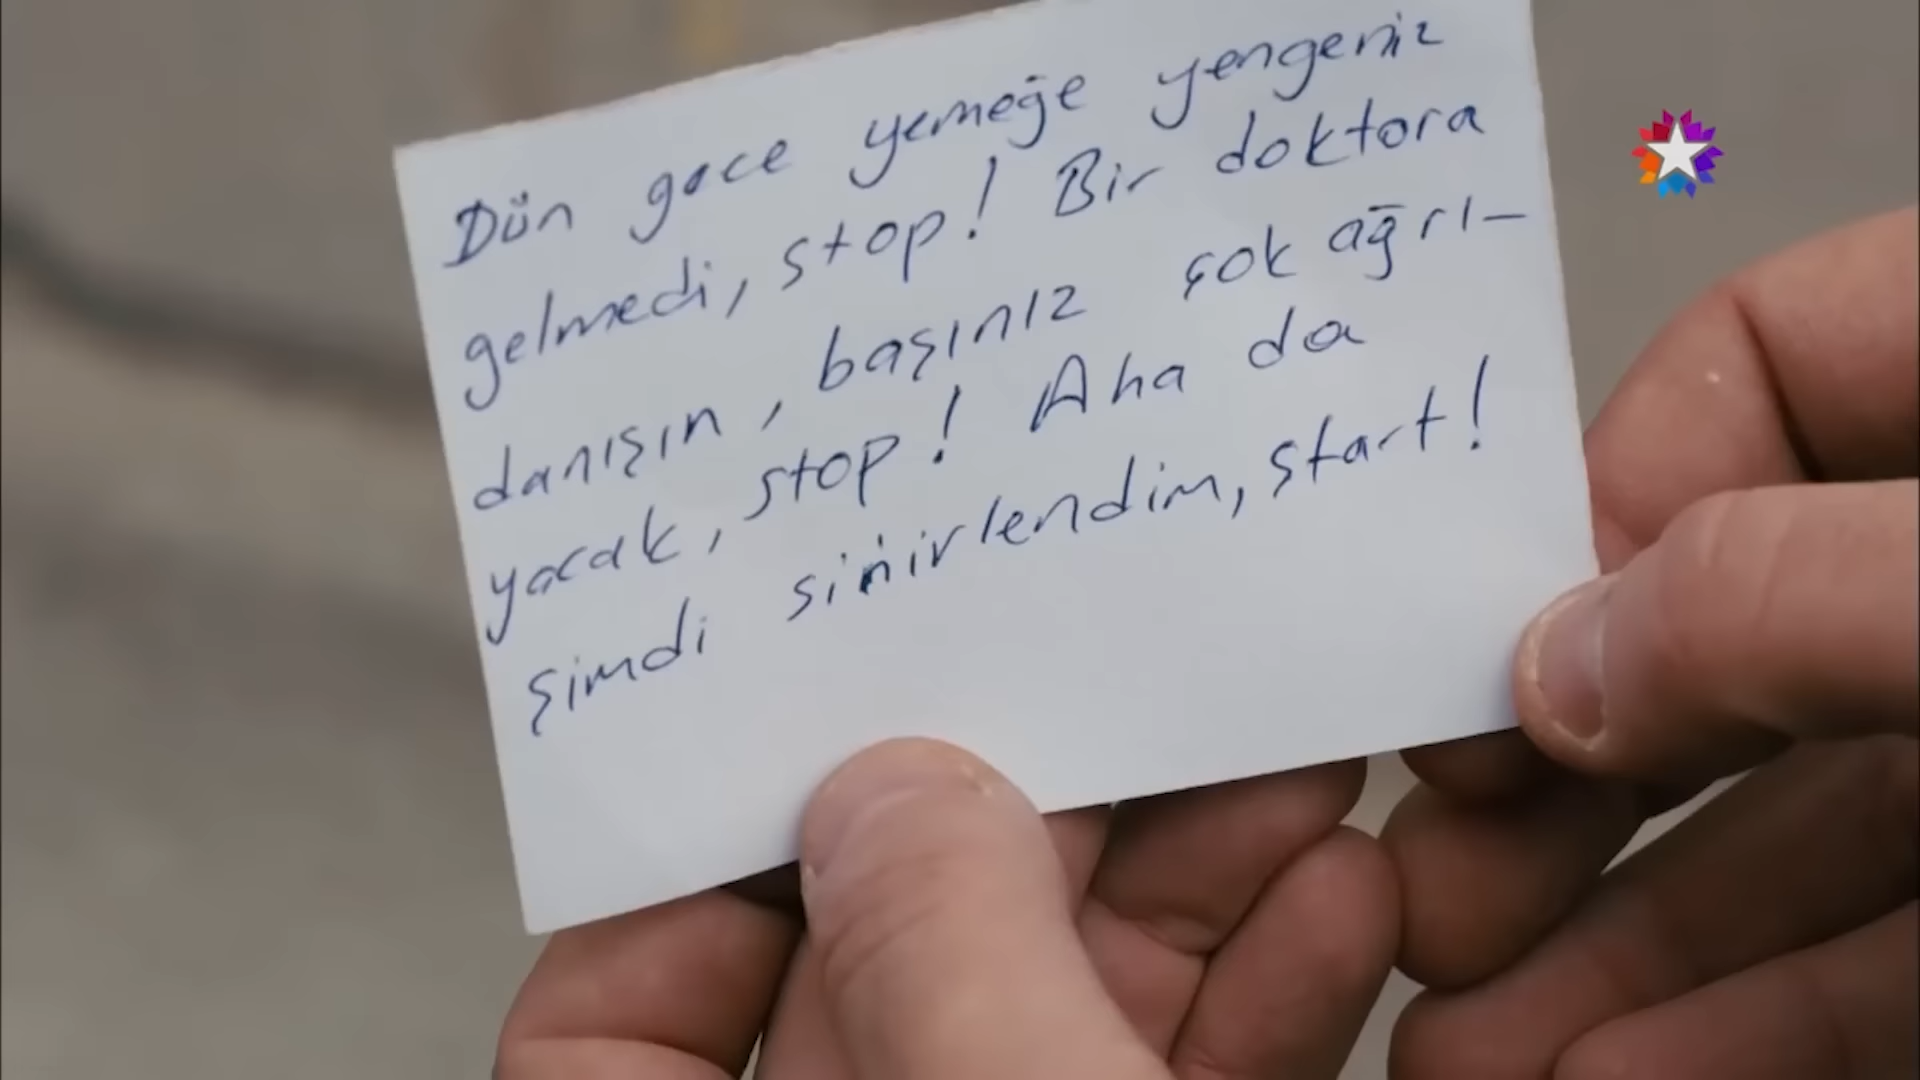 Dün gece yemeğe yengeniz
gelmedi, stop! Bir doktora
danışın, başınız çok ağrı-
yacak, stop! Aha da
şimdi sinirlendim, start!